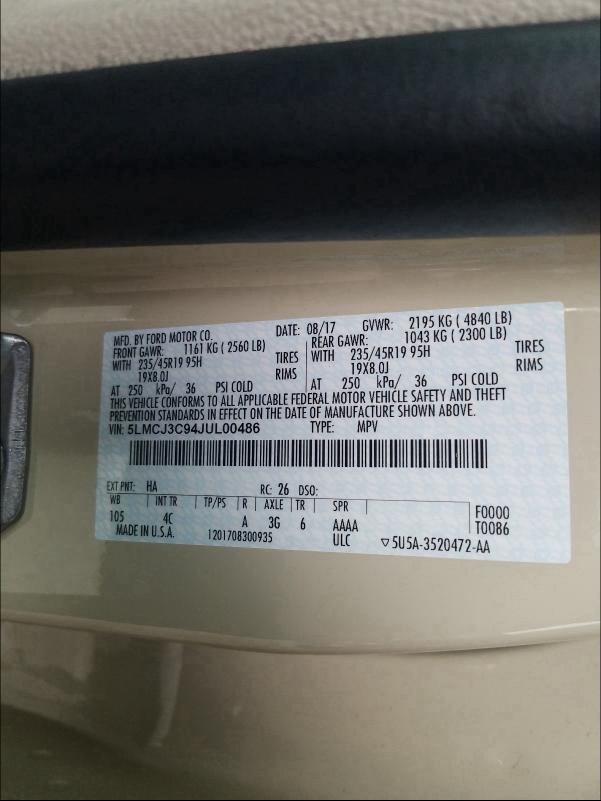 MFD. BY FORD MOTOR CO. DATE: 08/17 GVWR: 2195 KG ( 4840 LB)
FRONT GAWR: 1161 KG ( 2560 LB) REAR GAWR: 1043 KG ( 2300 LB)
WITH 235/45R19 95H TIRES WITH 235/45R19 95H TIRES
19X8.0J RIMS 19X8.0J RIMS
AT 250 kPa/ 36 PSI COLD AT 250 kPa/ 36 PSI COLD
THIS VEHICLE CONFORMS TO ALL APPLICABLE FEDERAL MOTOR VEHICLE SAFETY AND THEFT
PREVENTION STANDARDS IN EFFECT ON THE DATE OF MANUFACTURE SHOWN ABOVE.
VIN: 5LMCJ3C94JUL00486 TYPE: MPV
EXT PNT: HA RC: 26 DSO:
WB INT TR TP/PS R AXLE TR SPR F0000
105 4C A 3G 6 AAAA T0086
MADE IN U.S.A. 1201708300935 ULC ▽5U5A-3520472-AA